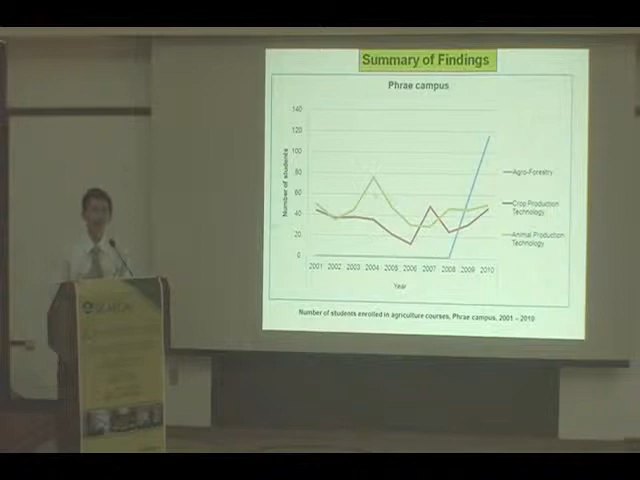 Summary of Findings
Phrae campus
140
120
100
80
60
40
20
0
Number of students
2001 2002 2003 2004 2005 2006 2007 2008 2009 2010
Year
Agro-Forestry
Crop Production
Technology
Animal Production
Technology
Number of students enrolled in agriculture courses, Phrae campus, 2001 – 2010
SEARCA